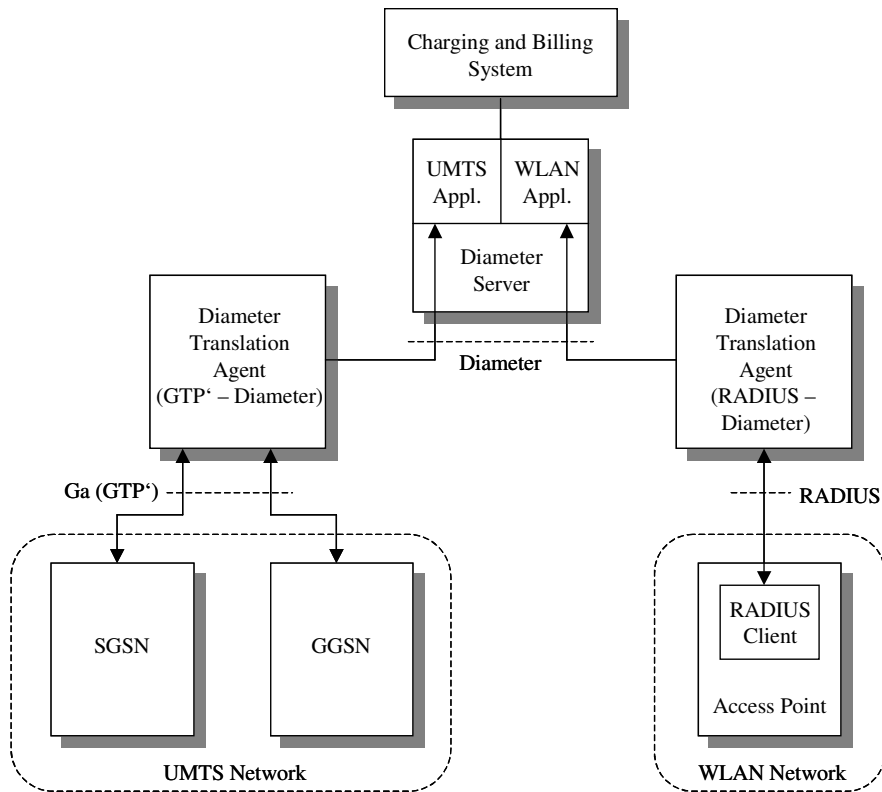 Charging and Billing
System
UMTS
Appl.
WLAN
Appl.
Diameter
Server
Diameter
Translation
Agent
(GTP‘ – Diameter)
Diameter
Diameter
Translation
Agent
(RADIUS –
Diameter)
Ga (GTP‘)
RADIUS
SGSN
GGSN
RADIUS
Client
Access Point
UMTS Network
WLAN Network